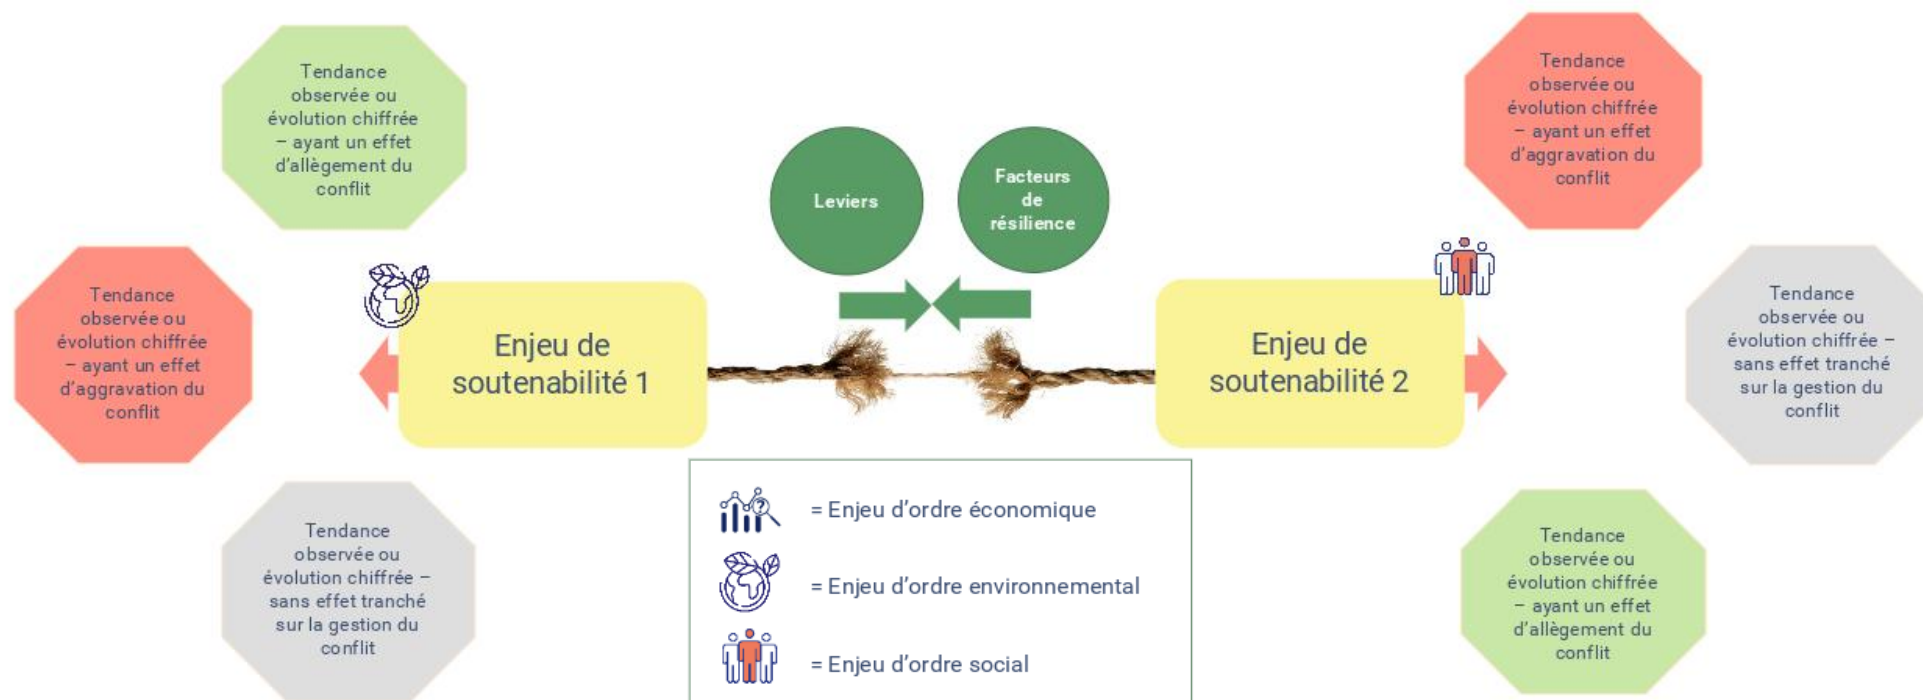 Tendance
observée ou
évolution chiffrée
– ayant un effet
d'allègement du
conflit
Tendance
observée ou
évolution chiffrée
– ayant un effet
d'aggravation du
conflit
Tendance
observée ou
évolution chiffrée –
sans effet tranché
sur la gestion du
conflit
Enjeu de
soutenabilité 1
Leviers
Facteurs
de
résilience
Enjeu de
soutenabilité 2
Tendance
observée ou
évolution chiffrée
– ayant un effet
d'aggravation du
conflit
Tendance
observée ou
évolution chiffrée –
sans effet tranché
sur la gestion du
conflit
Tendance
observée ou
évolution chiffrée
– ayant un effet
d'allègement du
conflit
?
= Enjeu d'ordre économique
= Enjeu d'ordre environnemental
= Enjeu d'ordre social